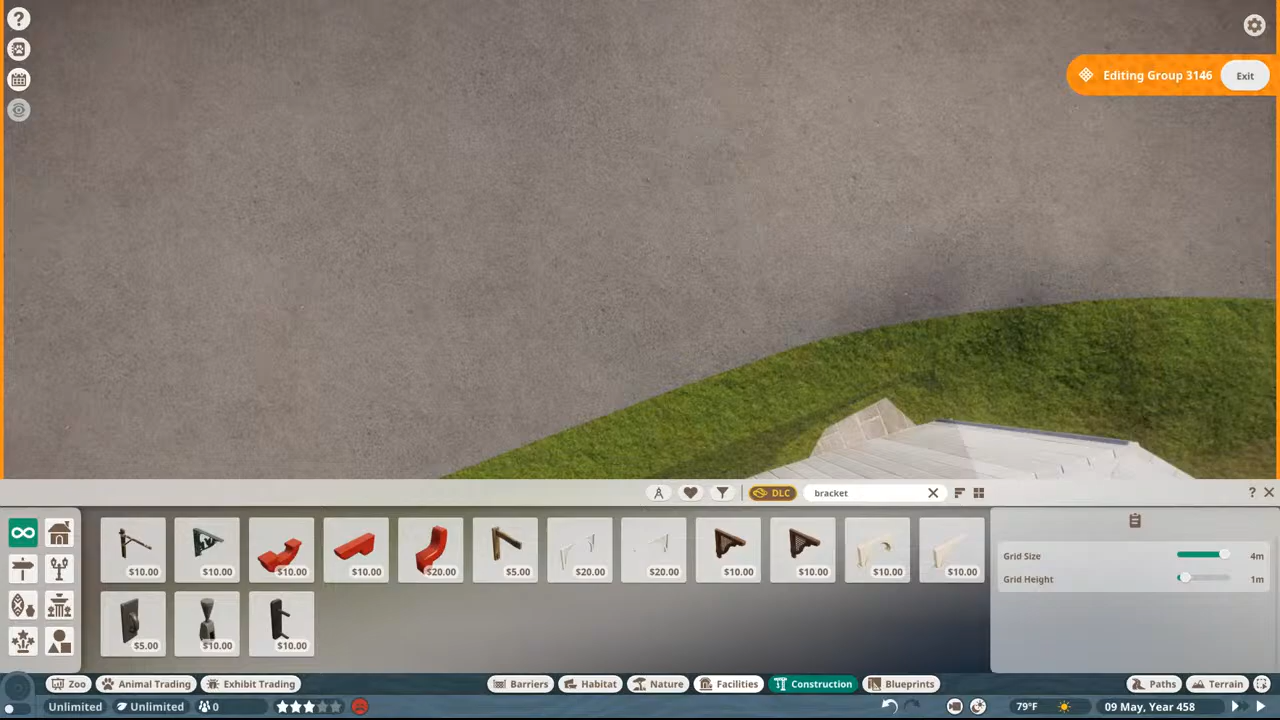 Editing Group 3146
Exit
DLC
bracket
$10.00
$10.00
$10.00
$10.00
$20.00
$5.00
$20.00
$20.00
$10.00
$10.00
$10.00
$10.00
$5.00
$10.00
$10.00
Grid Size
4m
Grid Height
1m
Zoo
Animal Trading
Exhibit Trading
Barriers
Habitat
Nature
Facilities
Construction
Blueprints
Paths
Terrain
Unlimited
Unlimited
0
79°F
09 May, Year 458